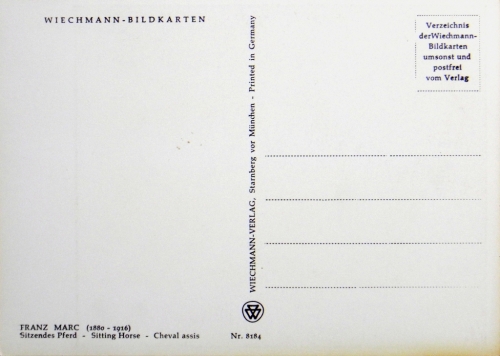 WIECHMANN-BILDKARTEN
Verzeichnis
derWiechmann-
Bildkarten
umsonst und
postfrei
vom Verlag
WIECHMANN-VERLAG, Starnberg vor München - Printed in Germany
FRANZ MARC (1880 - 1916)
Sitzendes Pferd - Sitting Horse - Cheval assis Nr. 8184